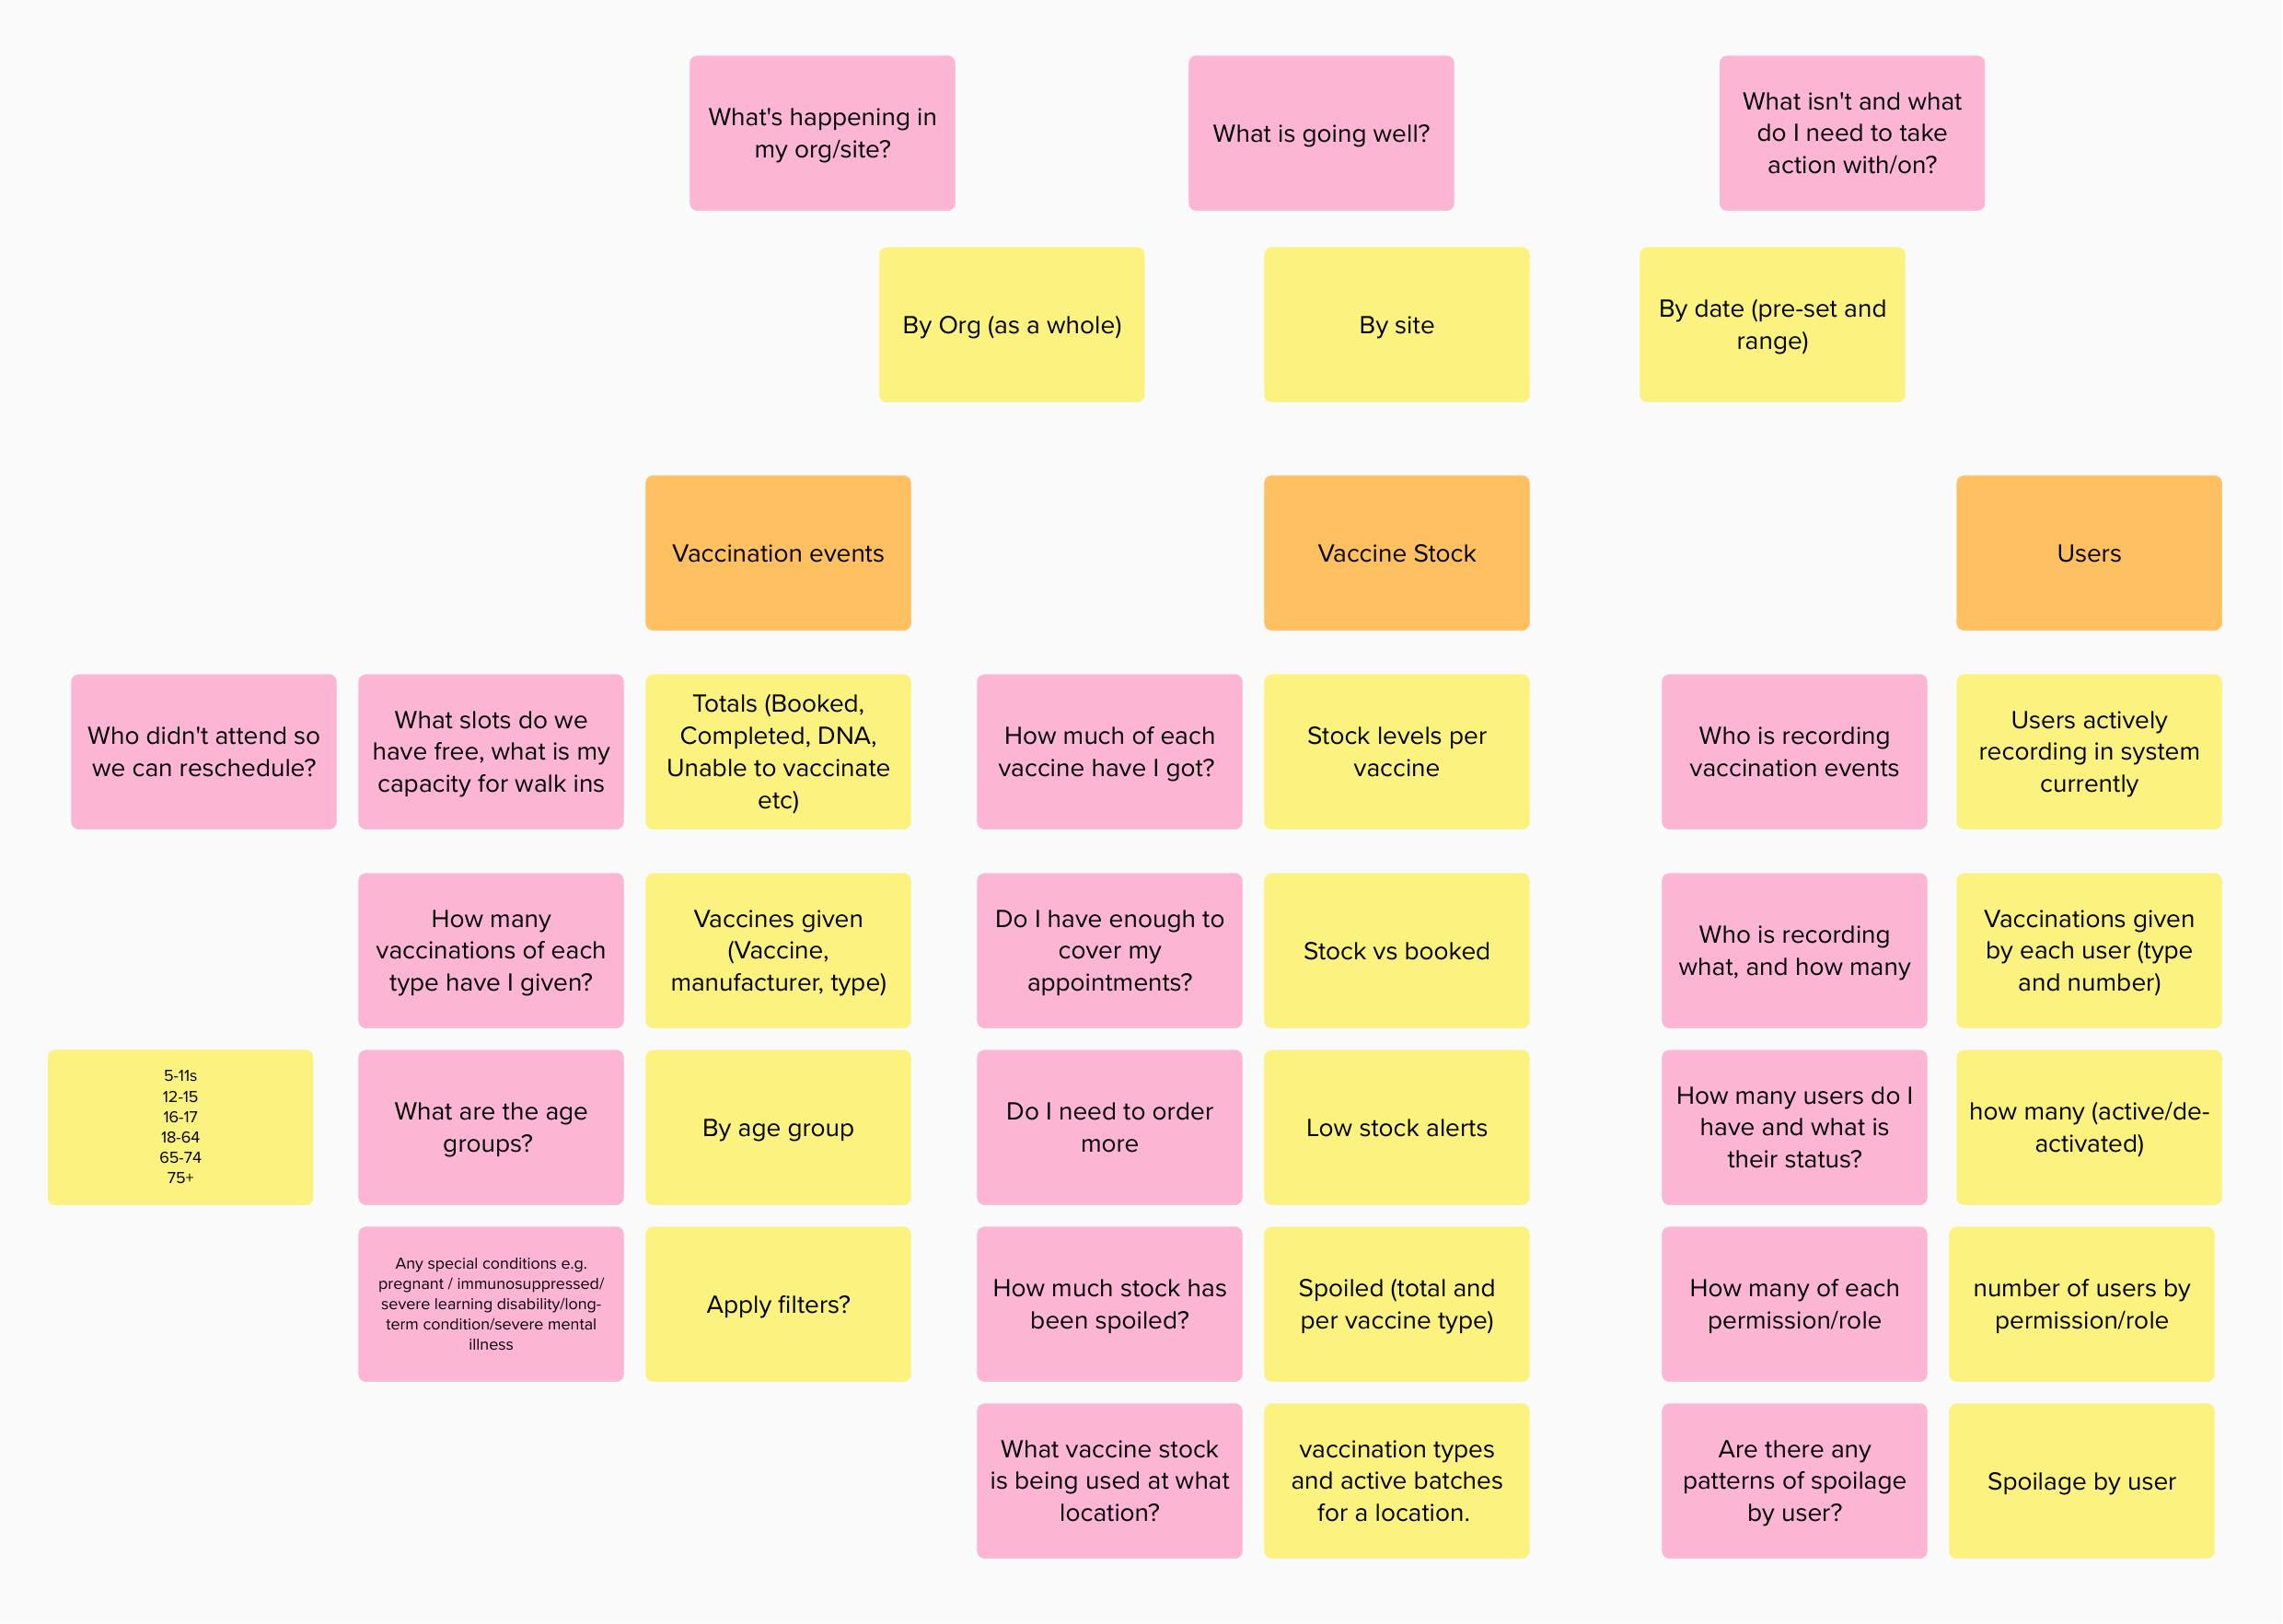 What's happening in
my org/site?
What is going well?
What isn't and what
do I need to take
action with/on?
By Org (as a whole)
By site
By date (pre-set and
range)
Vaccination events
Vaccine Stock
Users
Who didn't attend so
we can reschedule?
What slots do we
have free, what is my
capacity for walk ins
Totals (Booked,
Completed, DNA,
Unable to vaccinate
etc)
How much of each
vaccine have I got?
Stock levels per
vaccine
Who is recording
vaccination events
Users actively
recording in system
currently
How many
vaccinations of each
type have I given?
Vaccines given
(Vaccine,
manufacturer, type)
Do I have enough to
cover my
appointments?
Stock vs booked
Who is recording
what, and how many
Vaccinations given
by each user (type
and number)
5-11s
12-15
16-17
18-64
65-74
75+
What are the age
groups?
By age group
Do I need to order
more
Low stock alerts
How many users do I
have and what is
their status?
how many (active/de-
activated)
Any special conditions e.g.
pregnant / immunosuppressed/
severe learning disability/long-
term condition/severe mental
illness
Apply filters?
How much stock has
been spoiled?
Spoiled (total and
per vaccine type)
How many of each
permission/role
number of users by
permission/role
What vaccine stock
is being used at what
location?
vaccination types
and active batches
for a location.
Are there any
patterns of spoilage
by user?
Spoilage by user